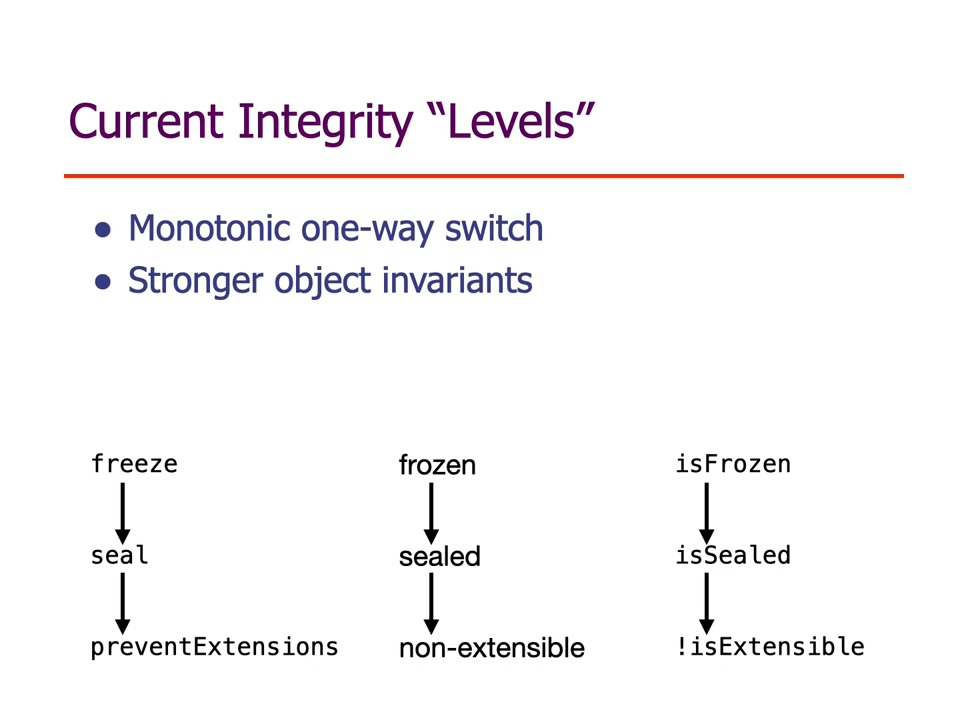 Current Integrity “Levels”
● Monotonic one-way switch
● Stronger object invariants
freeze frozen isFrozen
seal sealed isSealed
preventExtensions non-extensible !isExtensible